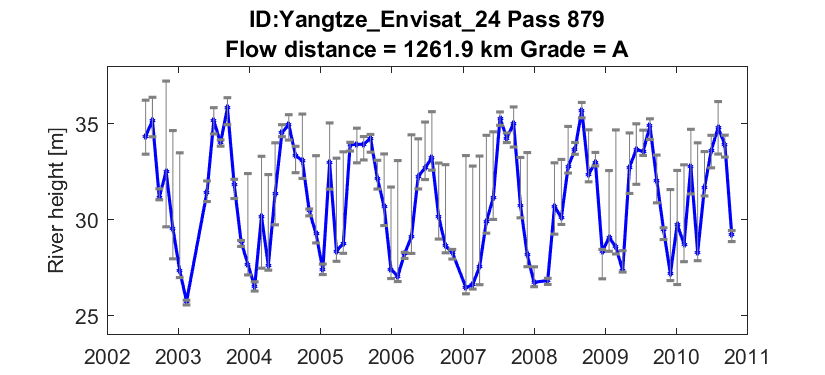 ID:Yangtze_Envisat_24 Pass 879
Flow distance = 1261.9 km Grade = A
River height [m]
35
30
25
2002 2003 2004 2005 2006 2007 2008 2009 2010 2011